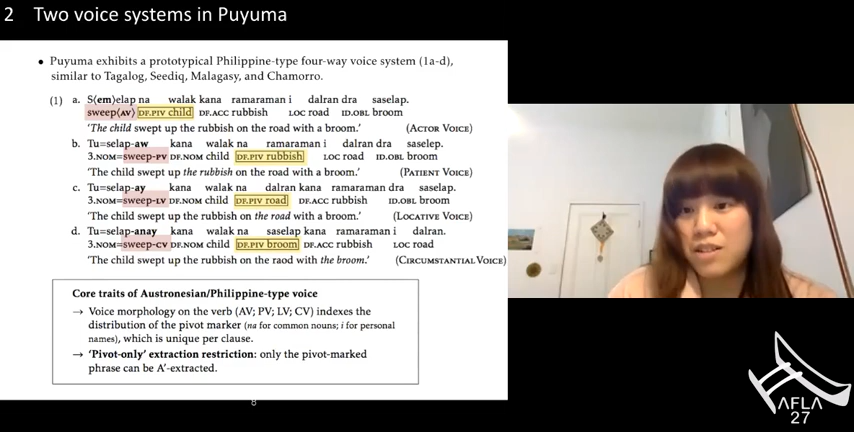 2 Two voice systems in Puyuma
• Puyuma exhibits a prototypical Philippine-type four-way voice system (1a-d),
similar to Tagalog, Seediq, Malagasy, and Chamorro.
(1) a. S⟨em⟩elap na walak kana ramaraman i dalran dra saselap.
sweep⟨AV⟩ DF.PIV child DF.ACC rubbish LOC road ID.OBL broom
'The child swept up the rubbish on the road with a broom.' (ACTOR VOICE)
b. Tu=selap-aw kana walak na ramaraman i dalran dra saselep.
3.NOM=sweep-PV DF.NOM child DF.PIV rubbish LOC road ID.OBL broom
'The child swept up the rubbish on the road with a broom.' (PATIENT VOICE)
c. Tu=selap-ay kana walak na dalran kana ramaraman dra saselap.
3.NOM=sweep-LV DF.NOM child DF.PIV road DF.ACC rubbish ID.OBL broom
'The child swept up the rubbish on the road with a broom.' (LOCATIVE VOICE)
d. Tu=selap-anay kana walak na saselap kana ramaraman i dalran.
3.NOM=sweep-CV DF.NOM child DF.PIV broom DF.ACC rubbish LOC road
'The child swept up the rubbish on the raod with the broom.' (CIRCUMSTANTIAL VOICE)
Core traits of Austronesian/Philippine-type voice
→ Voice morphology on the verb (AV; PV; LV; CV) indexes the
distribution of the pivot marker (na for common nouns; i for personal
names), which is unique per clause.
→ 'Pivot-only' extraction restriction: only the pivot-marked
phrase can be A'-extracted.
8
AFLA
27